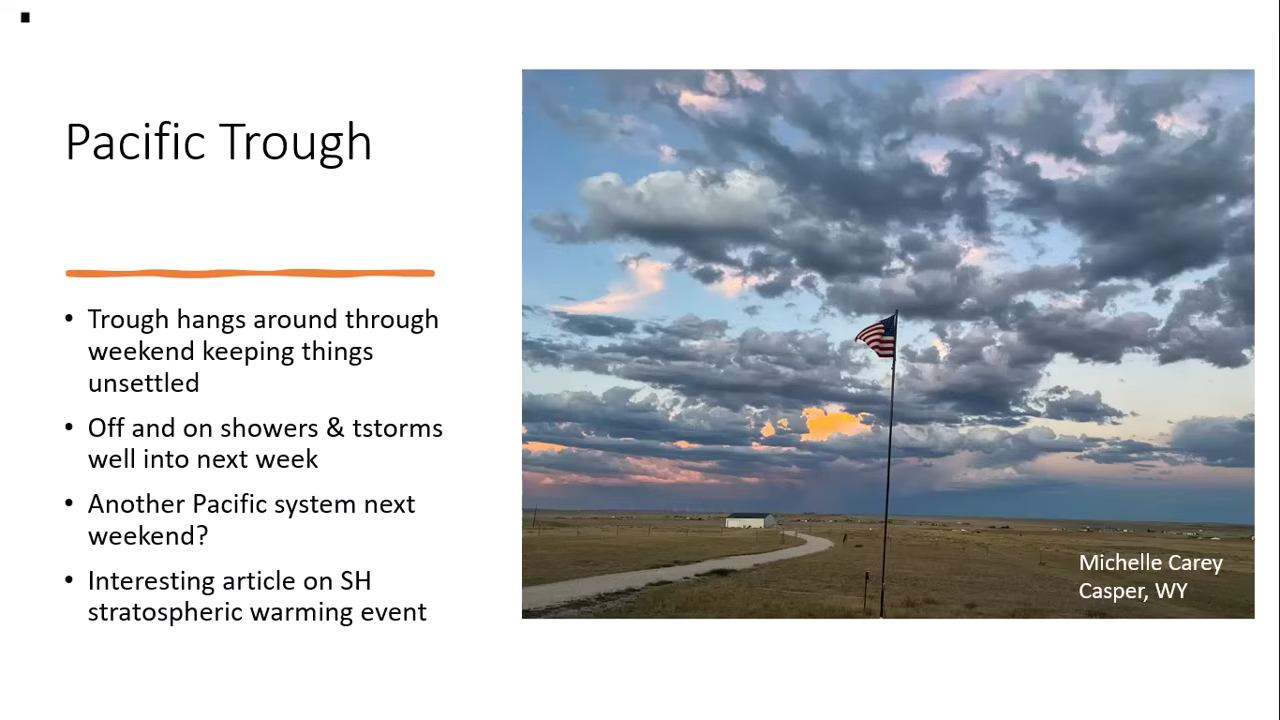 Pacific Trough
• Trough hangs around through
weekend keeping things
unsettled
• Off and on showers & tstorms
well into next week
• Another Pacific system next
weekend?
• Interesting article on SH
stratospheric warming event
Michelle Carey
Casper, WY